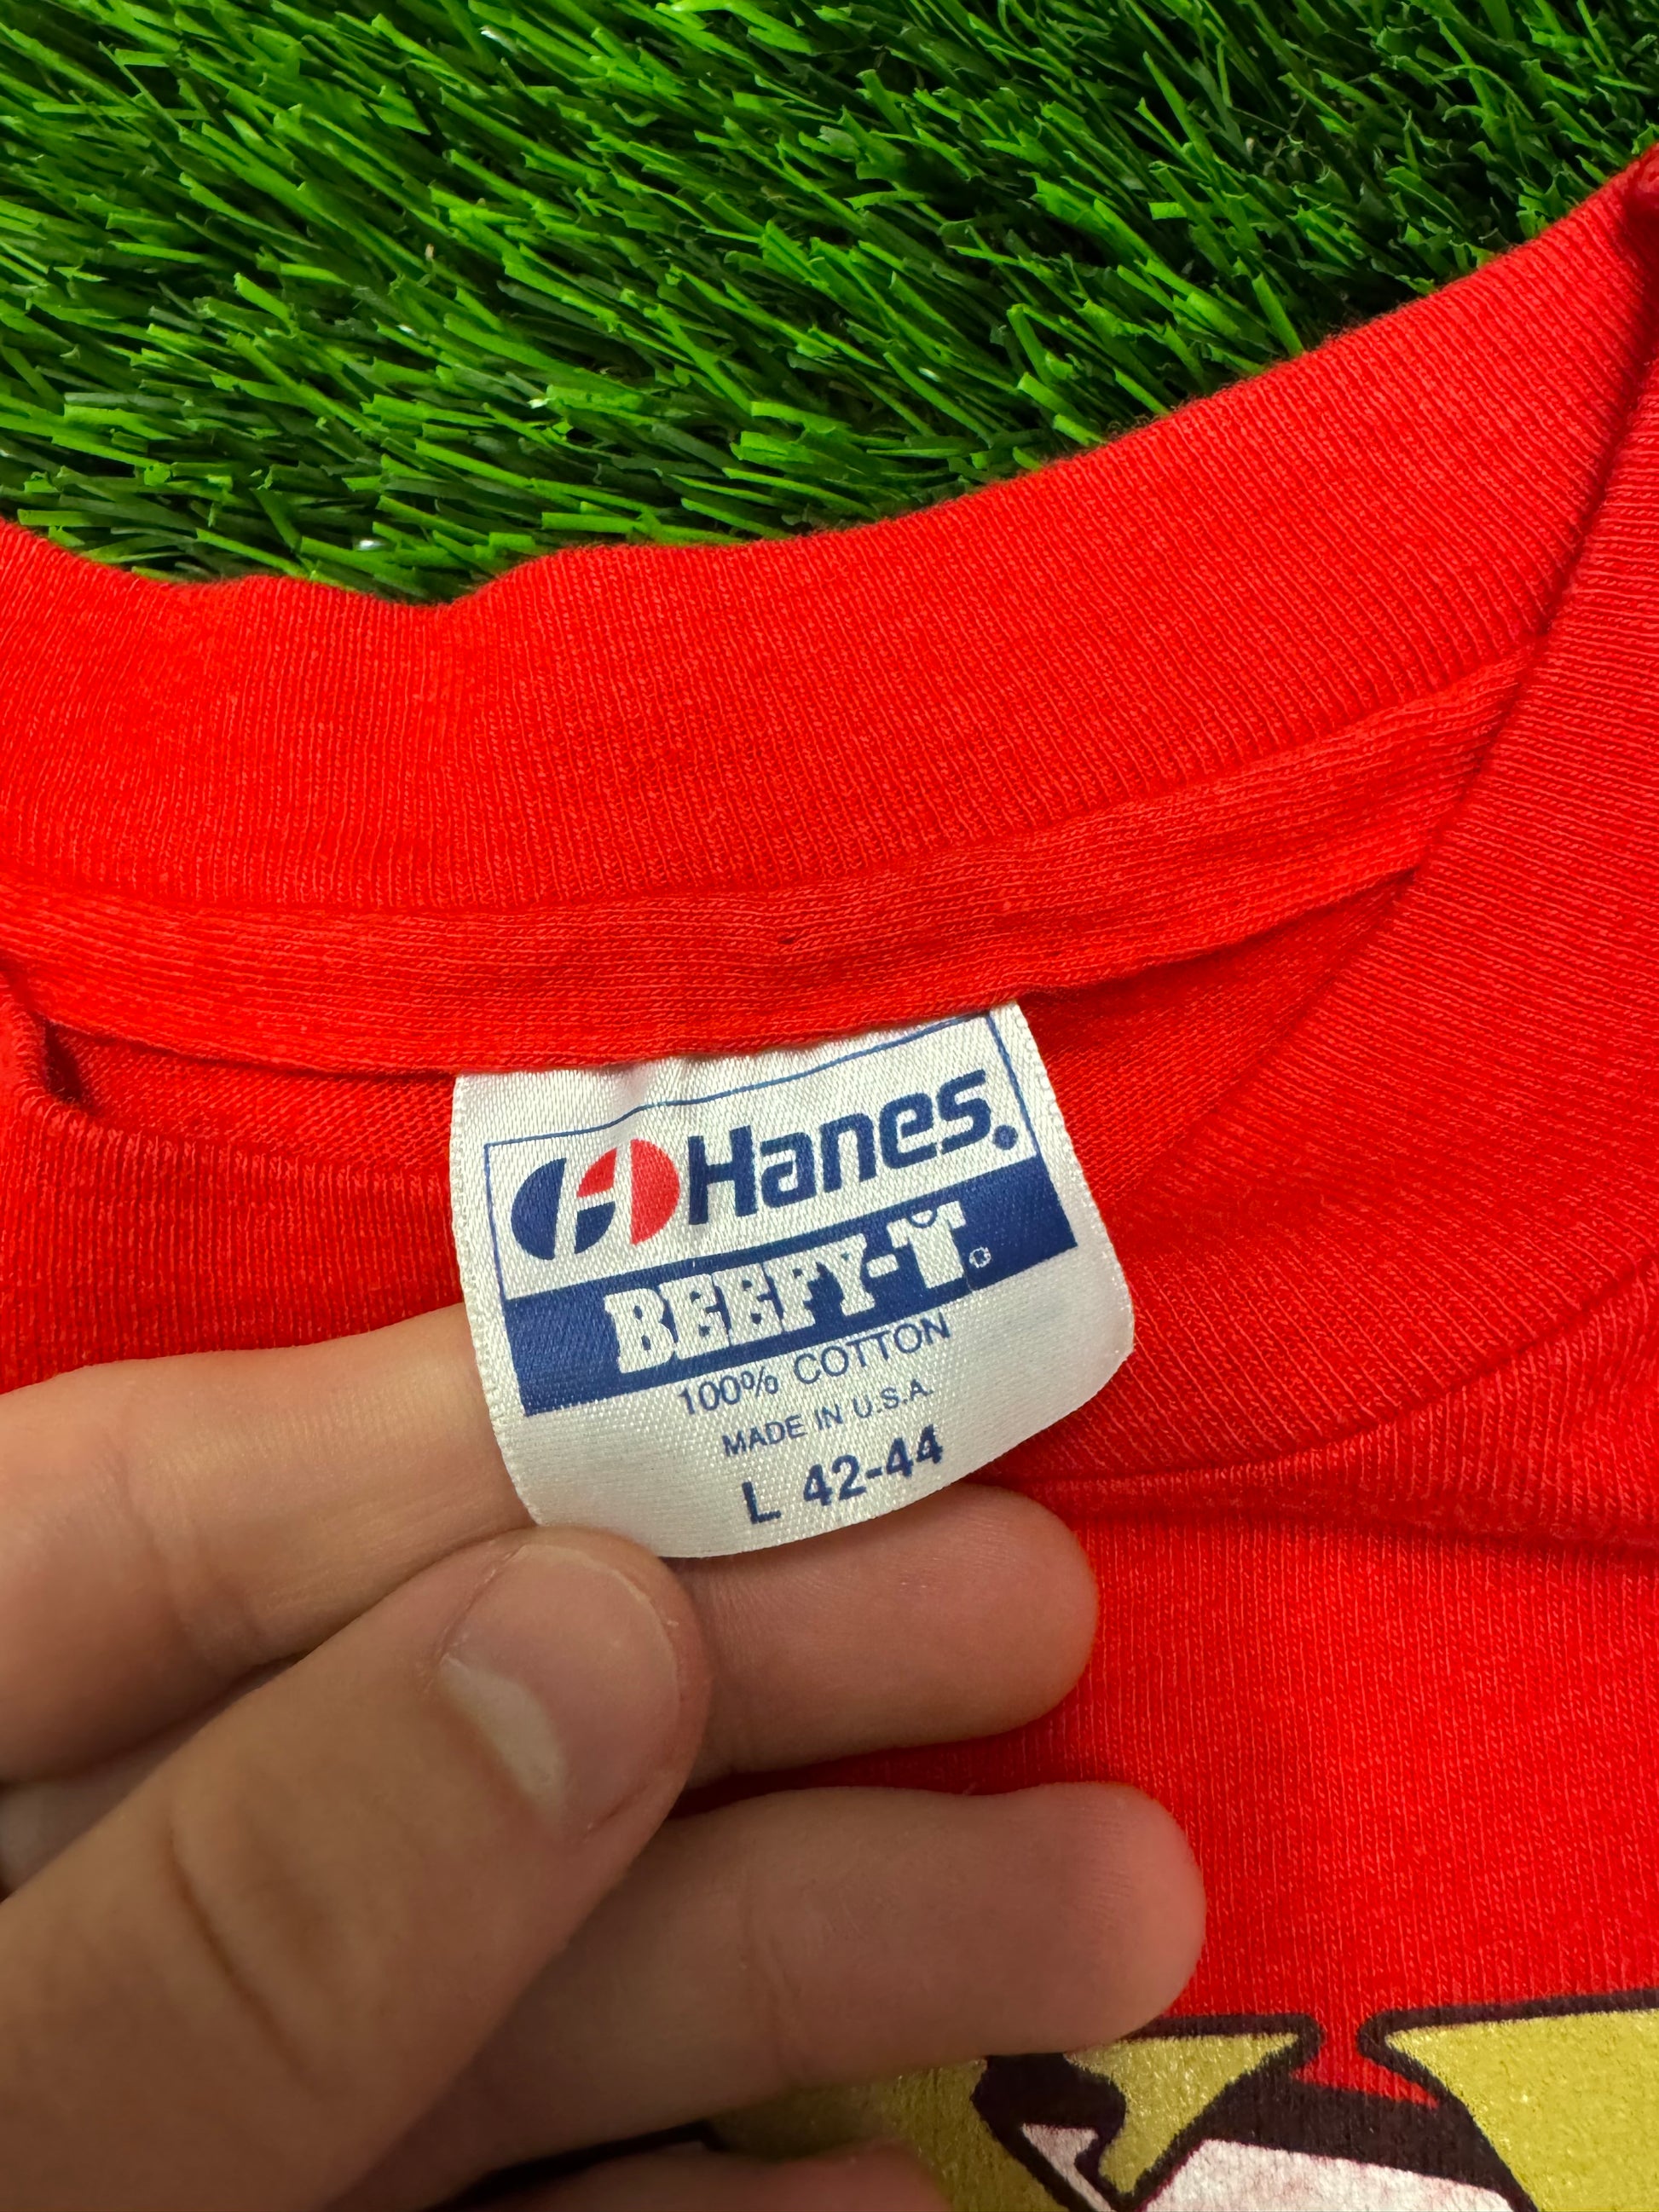 Hanes®
BEEFY-T®
100% COTTON
MADE IN U.S.A.
L 42-44